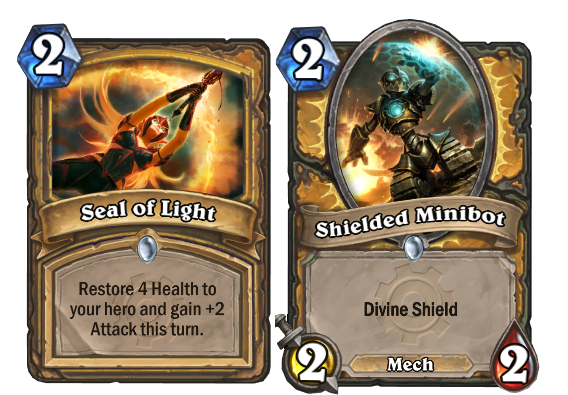 2
Seal of Light
Restore 4 Health to
your hero and gain +2
Attack this turn.
2
Shielded Minibot
Divine Shield
2
Mech
2